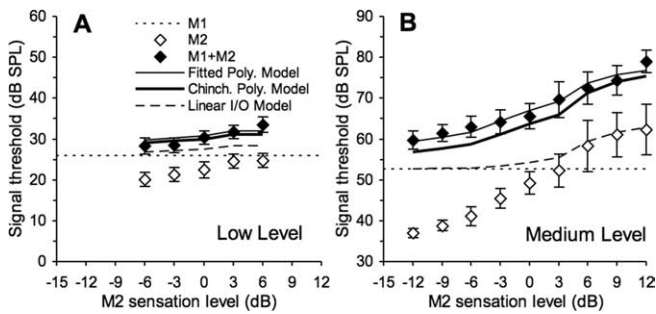 A
M1
M2
M1+M2
Fitted Poly. Model
Chinch. Poly. Model
Linear I/O Model
Signal threshold (dB SPL)
60
50
40
30
20
10
0
Low Level
-15 -12 -9 -6 -3 0 3 6 9 12
M2 sensation level (dB)
B
Signal threshold (dB SPL)
90
80
70
60
50
40
30
Medium Level
-15 -12 -9 -6 -3 0 3 6 9 12
M2 sensation level (dB)